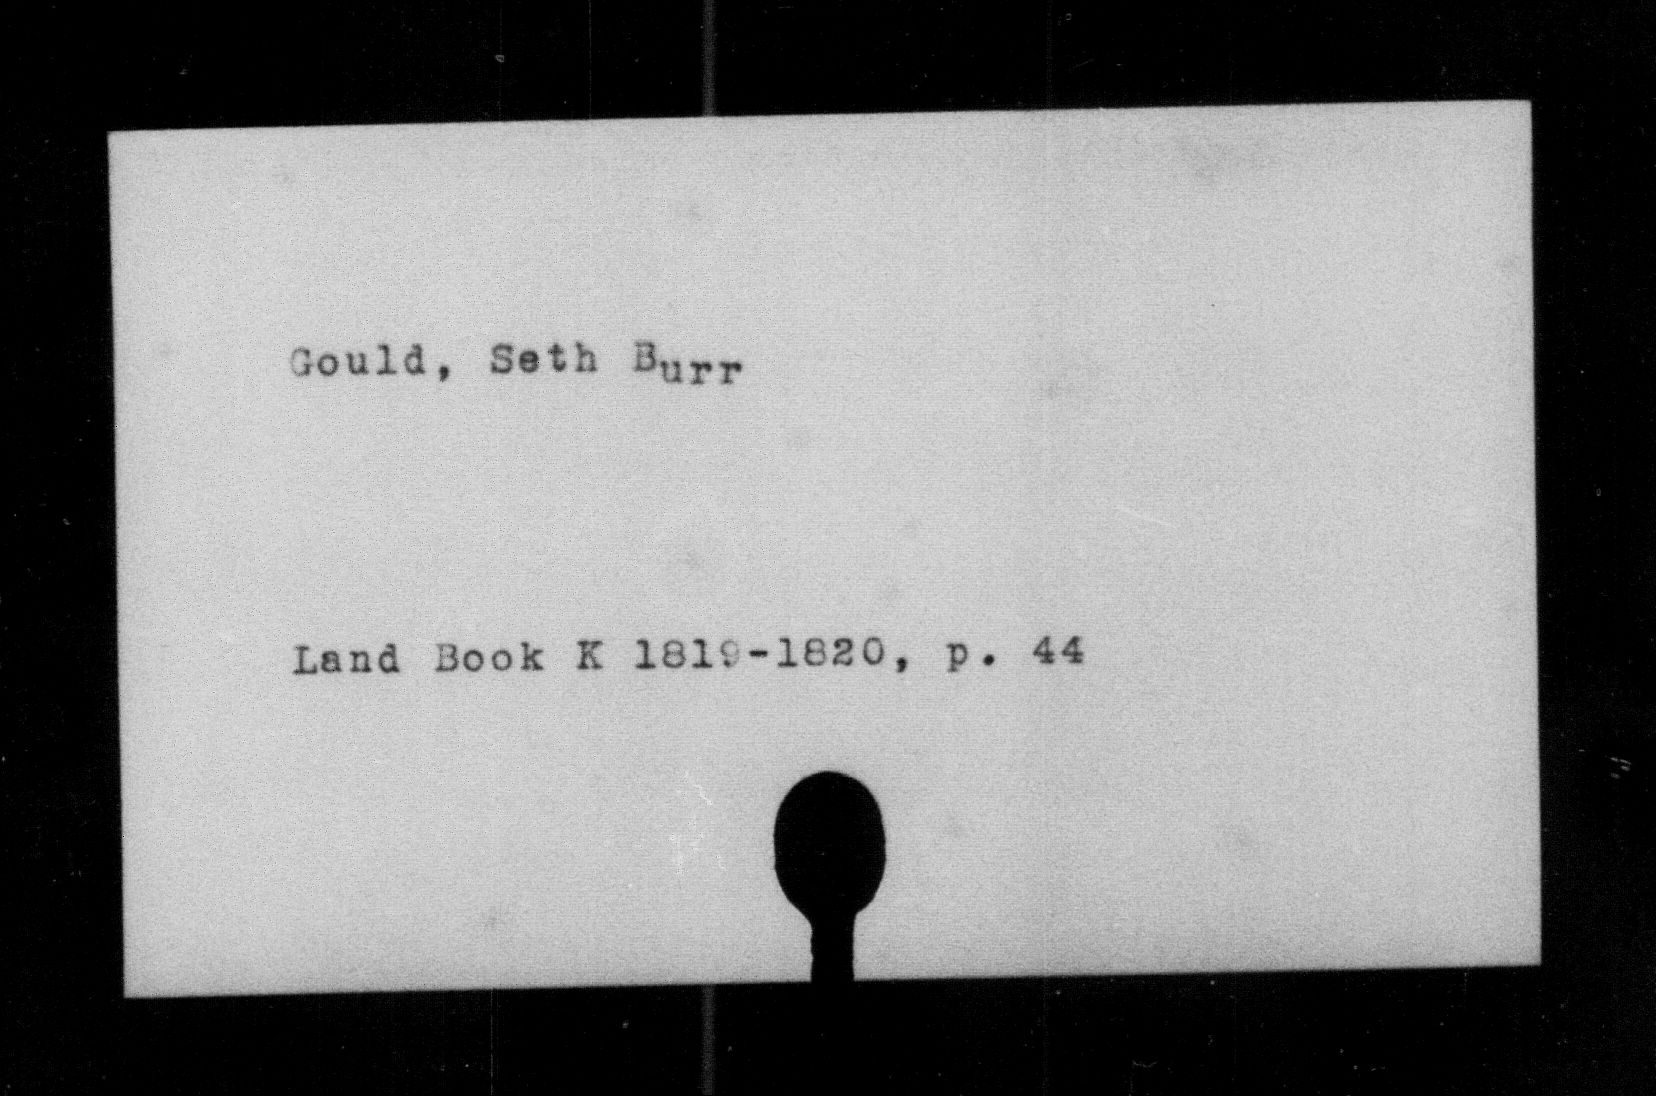 Gould, Seth Burr
Land Book K 1819-1820, p. 44